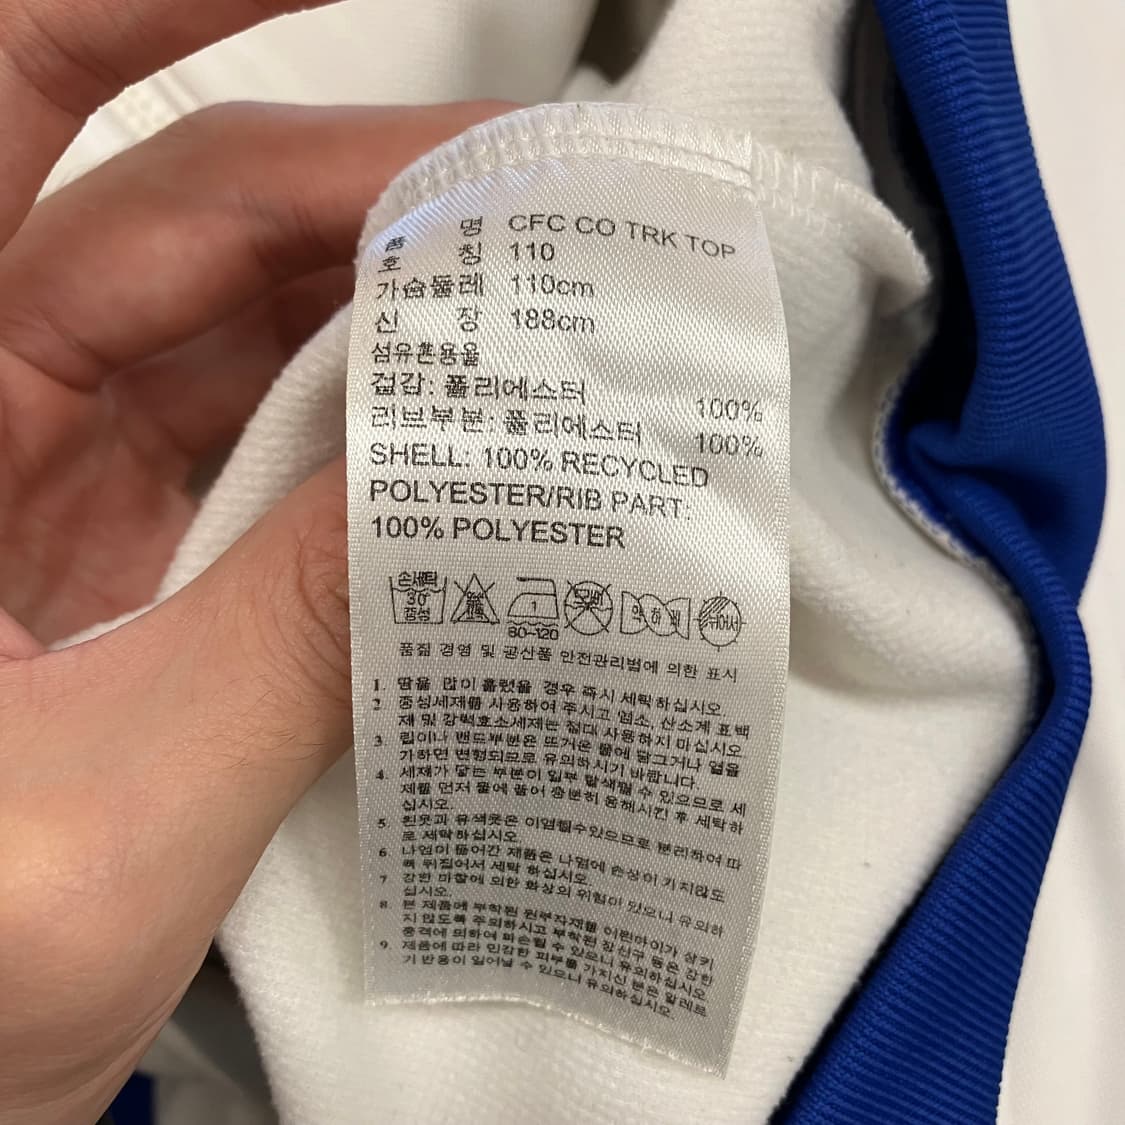 품 명 CFC CO TRK TOP
호 칭 110
가슴둘레 110cm
신 장 188cm
섬유혼용율
겉감: 폴리에스터 100%
리브부분: 폴리에스터 100%
SHELL: 100% RECYCLED
POLYESTER/RIB PART:
100% POLYESTER
손세탁 30° 중성
1 80-120
약 하 게
뉘어서
품질 경영 및 공산품 안전관리법에 의한 표시
1. 땀을 많이 흘렸을 경우 즉시 세탁하십시오
2 중성세제를 사용하여 주시고 염소, 산소계 표백
제 및 강력효소세제는 절대 사용하지 마십시오
3. 립이나 밴드부분은 뜨거운 물에 담그거나 열을
가하면 변형되므로 유의하시기 바랍니다.
4. 세제가 닿는 부분이 일부 탈색될 수 있으므로 세
제를 먼저 물에 풀어 충분히 용해시킨 후 세탁하
십시오.
5. 흰옷과 유색옷은 이염될수있으므로 분리하여 따
로 세탁하십시오
6. 나염이 들어간 제품은 나염에 손상이 가지않도
록 뒤집어서 세탁 하십시오.
7 강한 마찰에 의한 화상의 위험이 있으니 유의하
십시오.
8. 본 제품에 부착된 원부자재를 어린아이가 삼키
지 않도록 주의하시고 부착된 장신구 등은 강한
충격에 의하여 파손될 수 있으니 유의하십시오
9. 제품에 따라 민감한 피부를 가지신 분은 알레르
기 반응이 일어날 수 있으니 유의하십시오.